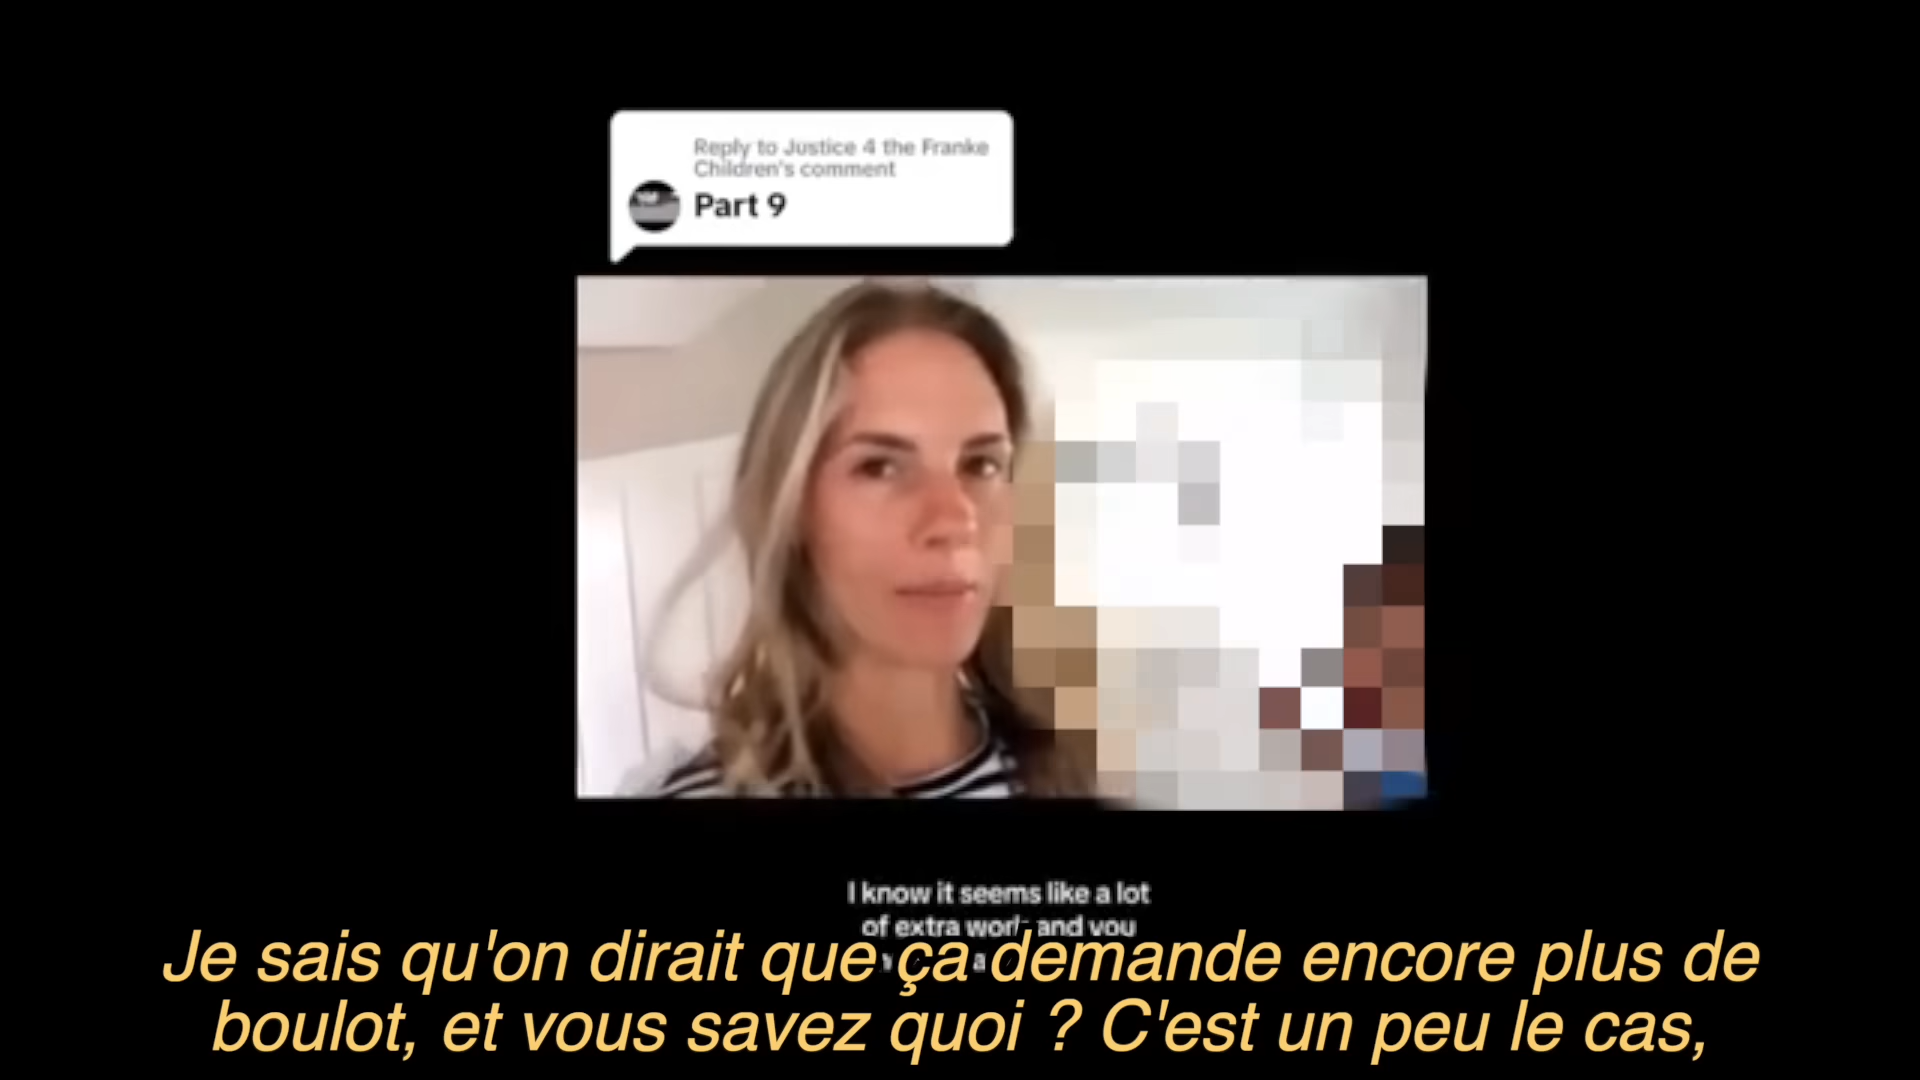 Reply to Justice 4 the Franke
Children's comment
Part 9
I know it seems like a lot
of extra work and you
Je sais qu'on dirait que ça demande encore plus de
boulot, et vous savez quoi ? C'est un peu le cas,